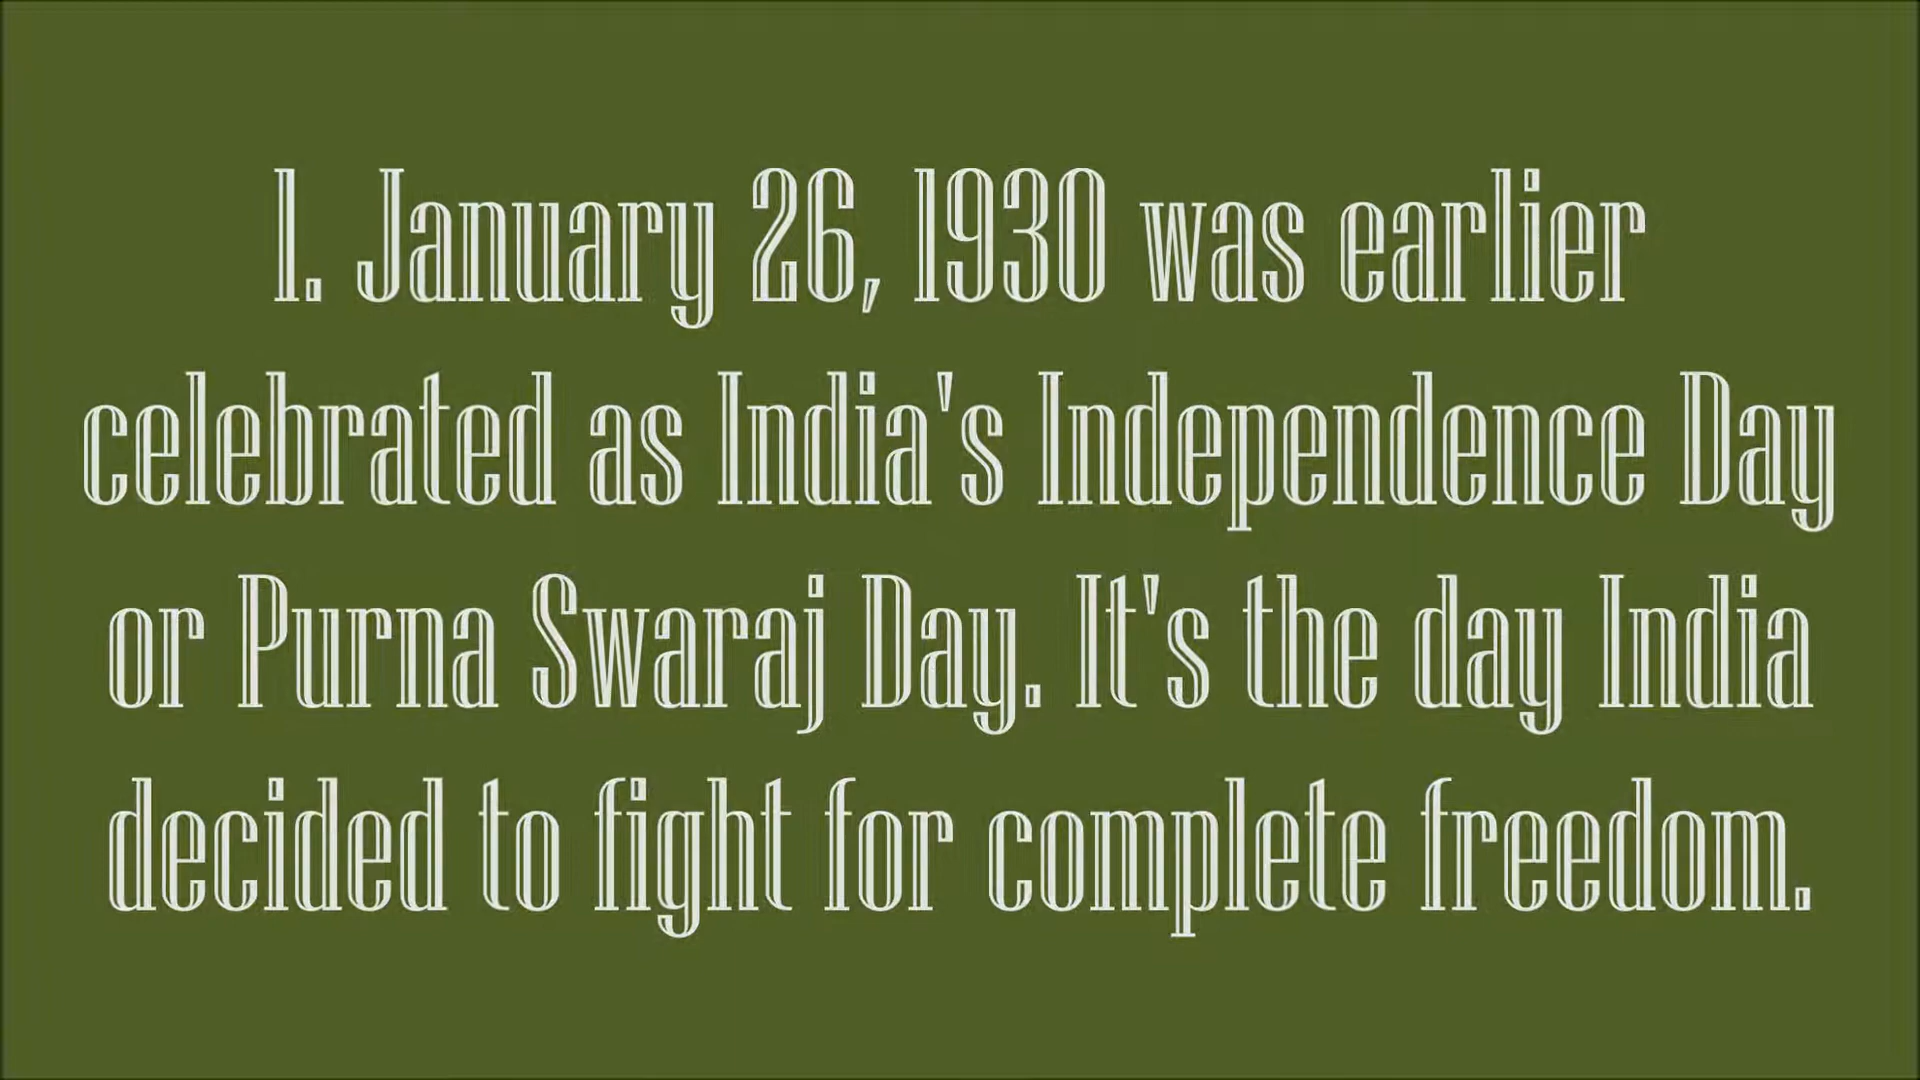 1. January 26, 1930 was earlier
celebrated as India's Independence Day
or Purna Swaraj Day. It's the day India
decided to fight for complete freedom.